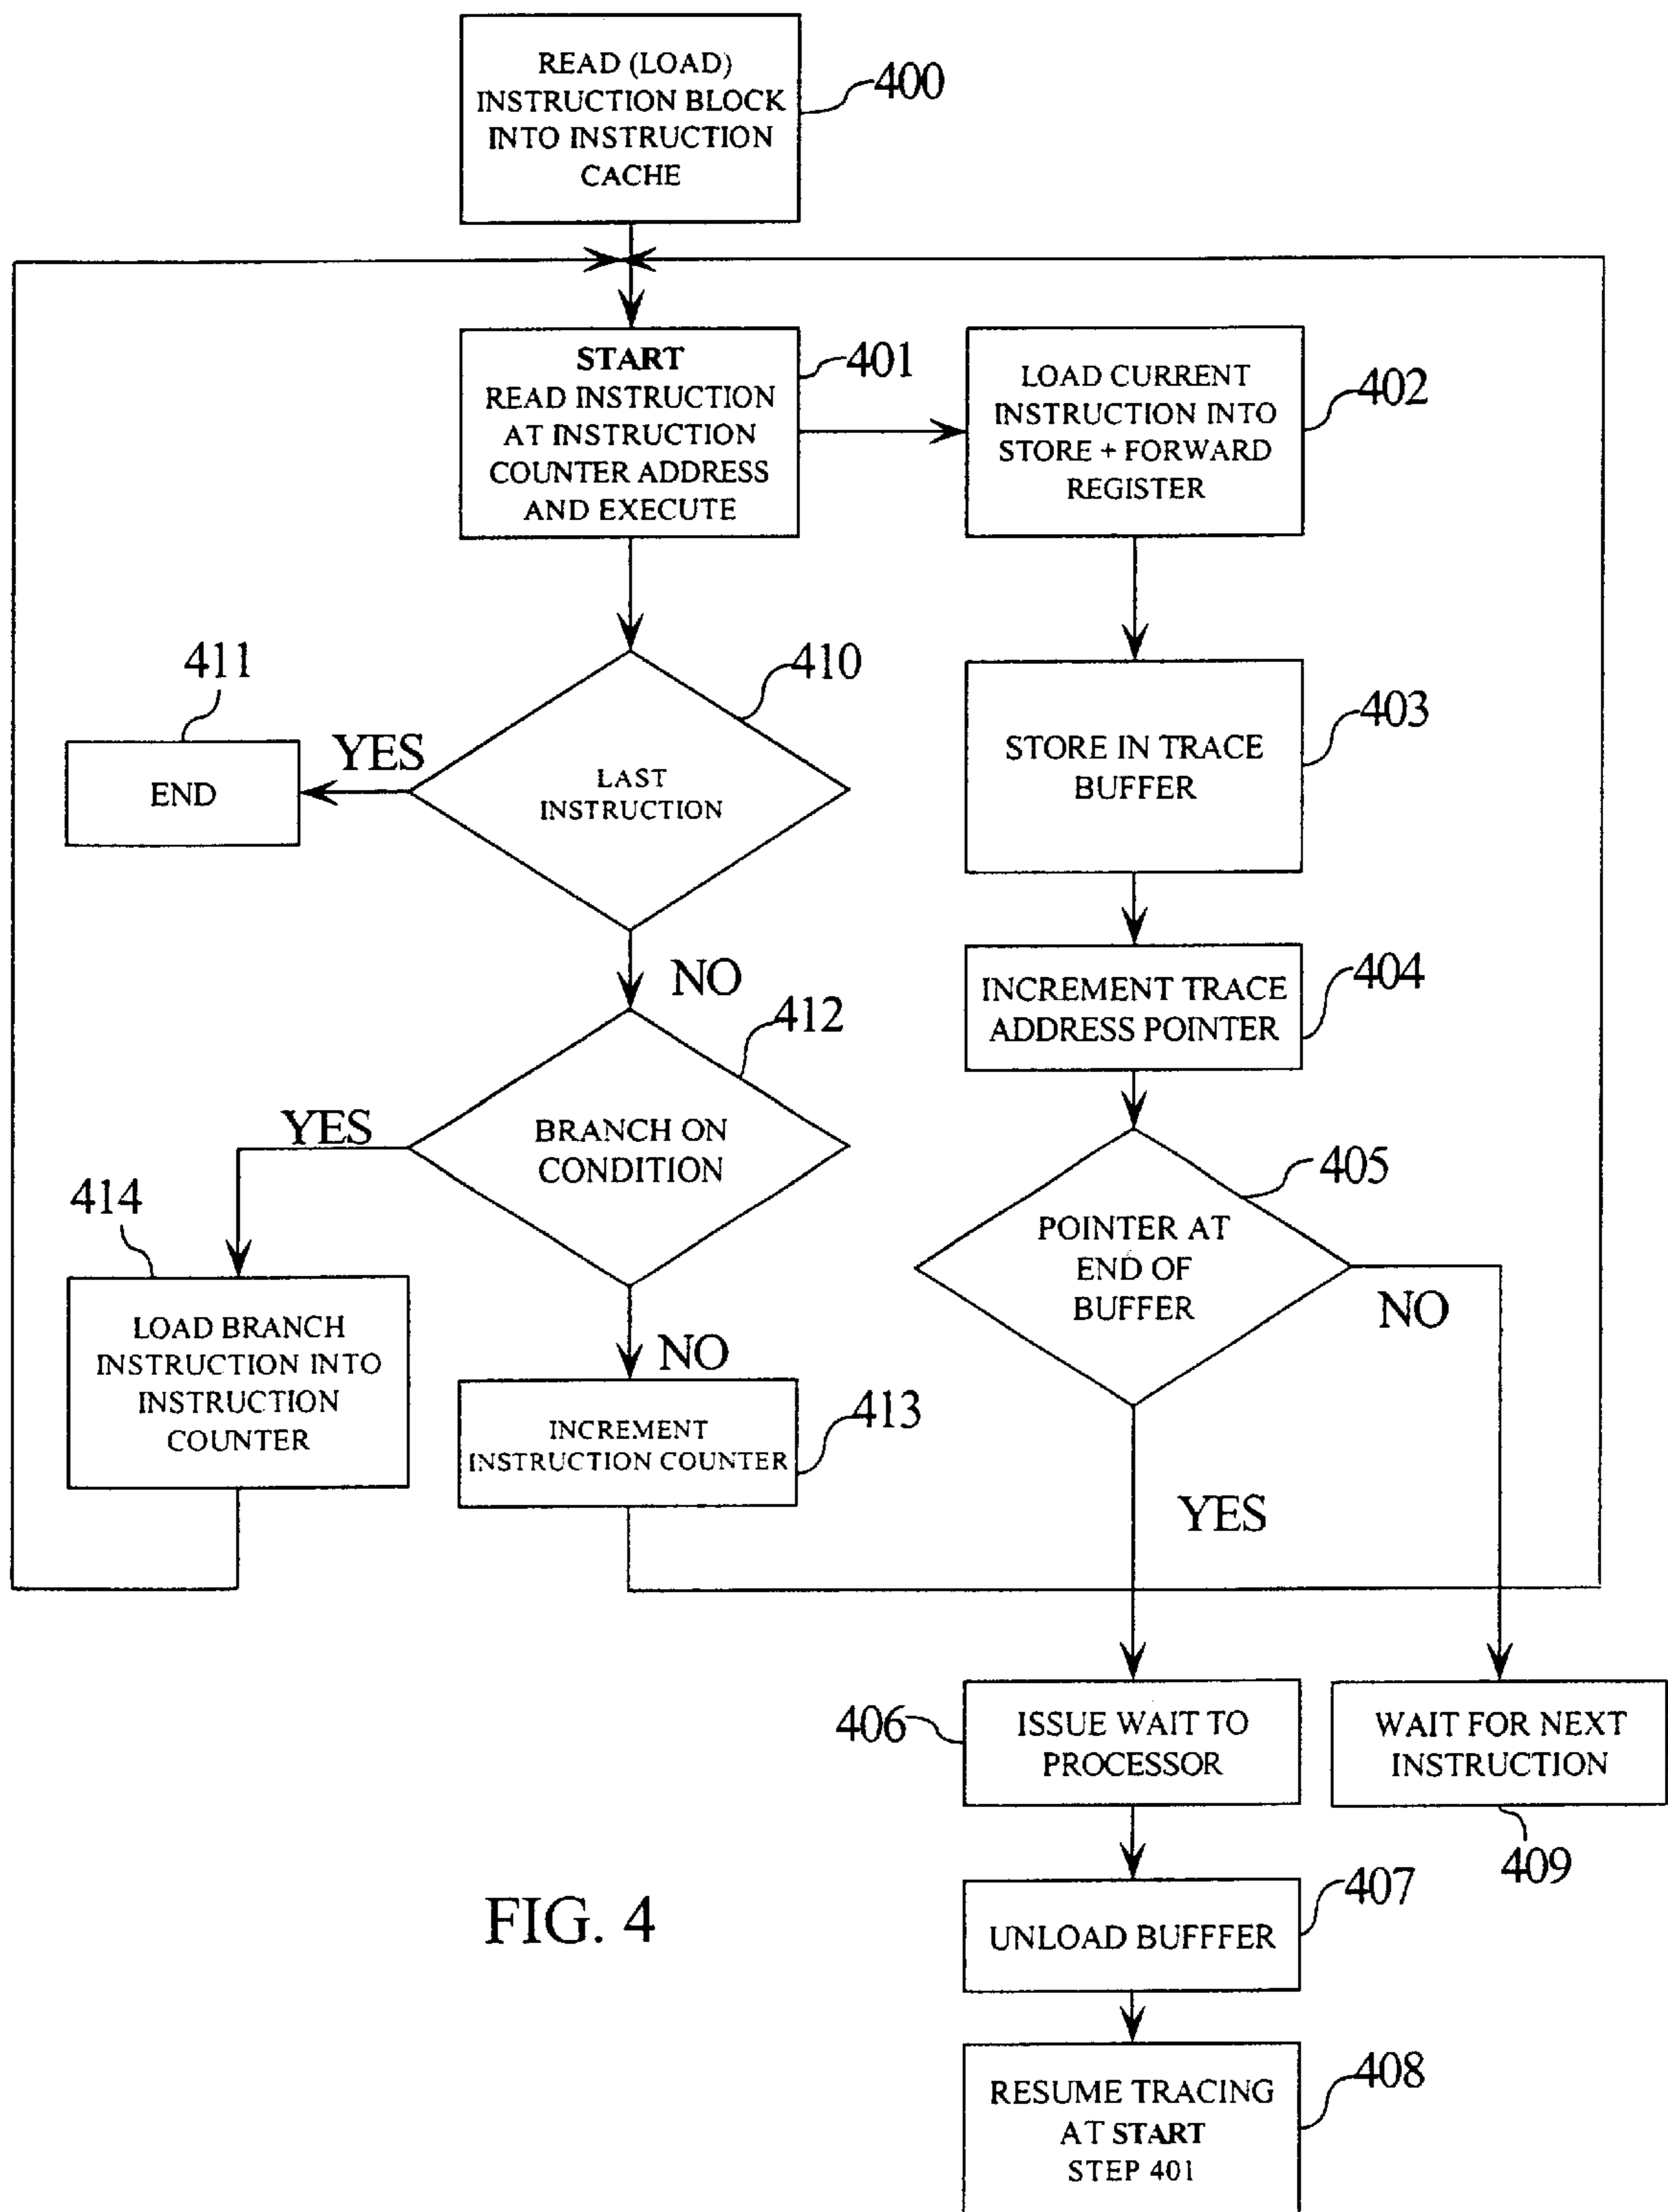 READ (LOAD)
INSTRUCTION BLOCK
INTO INSTRUCTION
CACHE
400
START
READ INSTRUCTION
AT INSTRUCTION
COUNTER ADDRESS
AND EXECUTE
401
LOAD CURRENT
INSTRUCTION INTO
STORE + FORWARD
REGISTER
402
411
END
YES
LAST
INSTRUCTION
410
NO
STORE IN TRACE
BUFFER
403
INCREMENT TRACE
ADDRESS POINTER
404
412
BRANCH ON
CONDITION
YES
NO
414
LOAD BRANCH
INSTRUCTION INTO
INSTRUCTION
COUNTER
INCREMENT
INSTRUCTION COUNTER
413
POINTER AT
END OF
BUFFER
405
NO
YES
406
ISSUE WAIT TO
PROCESSOR
WAIT FOR NEXT
INSTRUCTION
409
UNLOAD BUFFFER
407
RESUME TRACING
AT START
STEP 401
408
FIG. 4